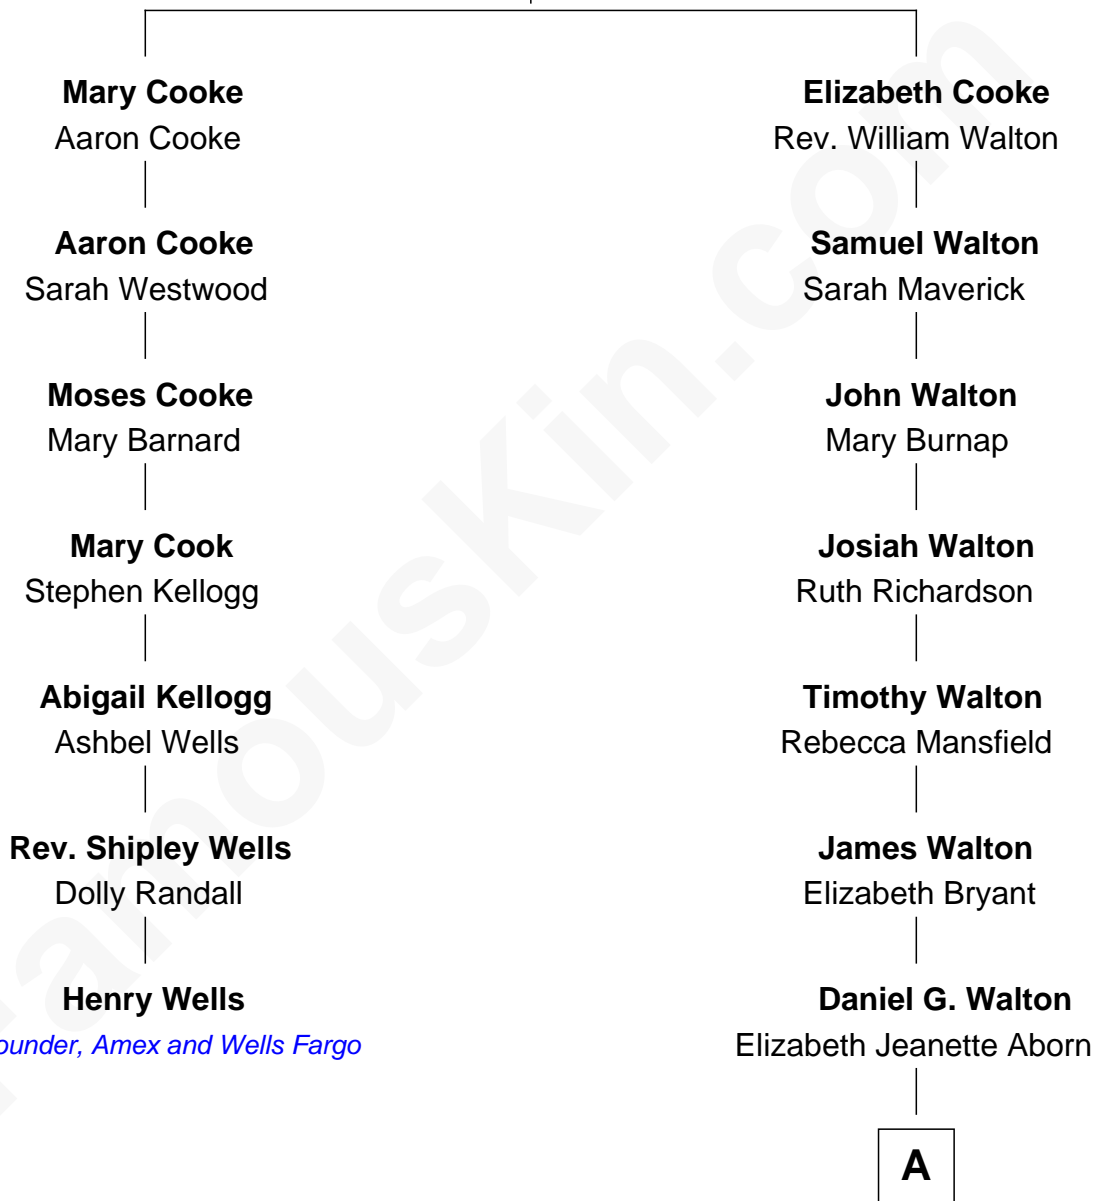 Mary Cooke
Aaron Cooke
Elizabeth Cooke
Rev. William Walton
Aaron Cooke
Sarah Westwood
Samuel Walton
Sarah Maverick
Moses Cooke
Mary Barnard
John Walton
Mary Burnap
Mary Cook
Stephen Kellogg
Josiah Walton
Ruth Richardson
Abigail Kellogg
Ashbel Wells
Timothy Walton
Rebecca Mansfield
Rev. Shipley Wells
Dolly Randall
James Walton
Elizabeth Bryant
Henry Wells
ounder, Amex and Wells Fargo
Daniel G. Walton
Elizabeth Jeanette Aborn
A
FamousKin.com